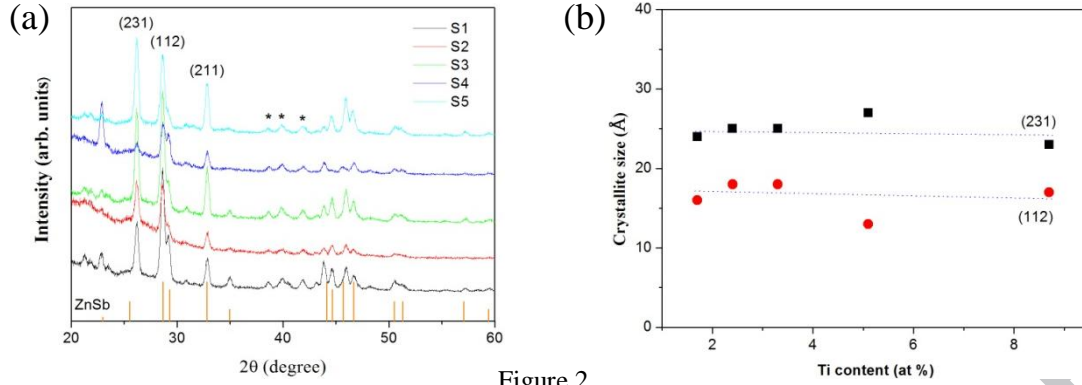 (a)
(231)
(112)
(211)
S1
S2
S3
S4
S5
* * *
Intensity (arb. units)
ZnSb
20 30 40 50 60
2θ (degree)
(b)
40
30
20
10
0
Crystallite size (Å)
(231)
(112)
2 4 6 8
Ti content (at %)
Figure 2